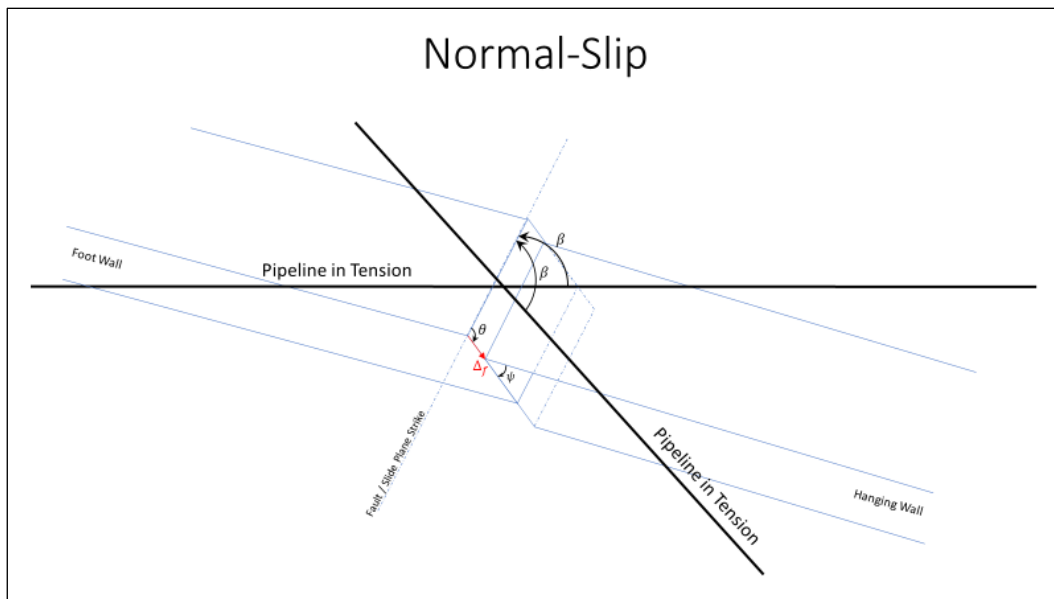 Normal-Slip
Foot Wall
Pipeline in Tension
β
β
θ
Δf
ψ
Fault / Slide Plane Strike
Pipeline in Tension
Hanging Wall